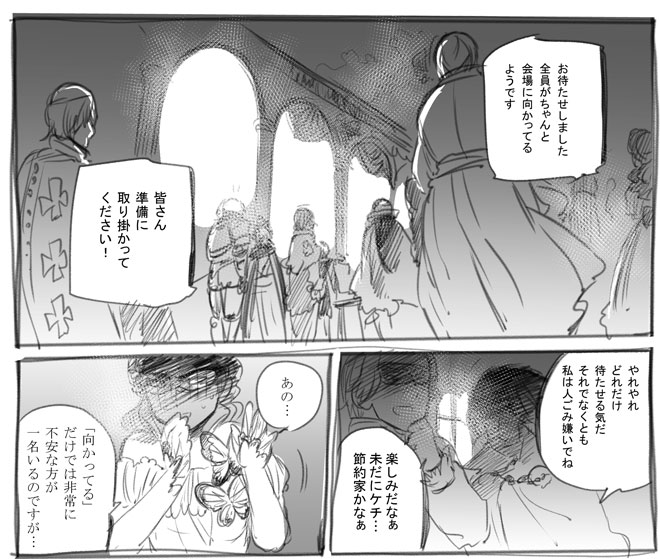 お待たせしました
全員がちゃんと
会場に向かってる
ようです
皆さん
準備に
取り掛かって
ください!
やれやれ
どれだけ
待たせる気だ
それでなくとも
私は人ごみ嫌いでね
楽しみだなぁ
未だにケチ…
節約家かなぁ
あの…
「向かってる」
だけでは非常に
不安な方が
一名いるのですが…